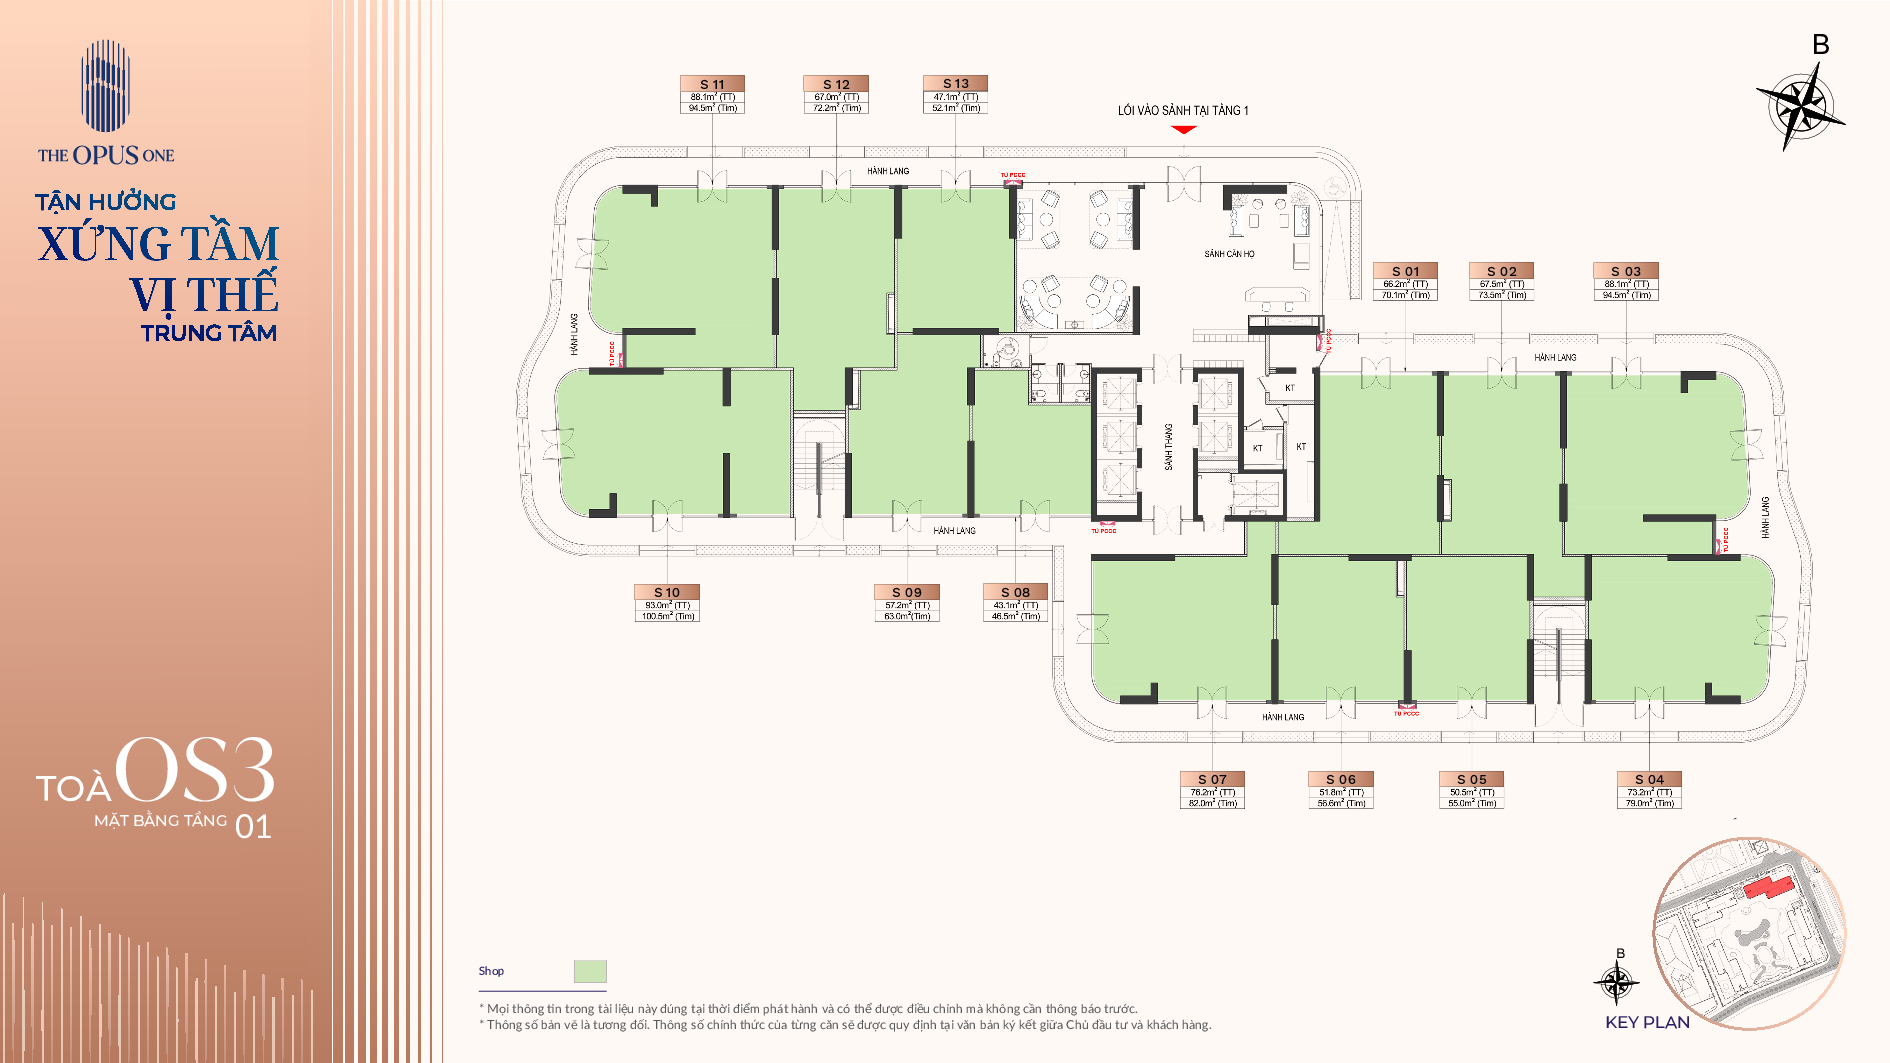 THE OPUS ONE
TẬN HƯỞNG
XỨNG TẦM
VỊ THẾ
TRUNG TÂM
TOÀ OS3
MẶT BẰNG TẦNG 01
B
S 11
88.1m² (TT)
94.5m² (Tim)
S 12
67.0m² (TT)
72.2m² (Tim)
S 13
47.1m² (TT)
52.1m² (Tim)
LỐI VÀO SẢNH TẠI TẦNG 1
HÀNH LANG
TỦ PCCC
SẢNH CĂN HỘ
S 01
66.2m² (TT)
70.1m² (Tim)
S 02
67.5m² (TT)
73.5m² (Tim)
S 03
88.1m² (TT)
94.5m² (Tim)
HÀNH LANG
TỦ PCCC
TỦ PCCC
HÀNH LANG
KT
KT
KT
SẢNH THANG
HÀNH LANG
TỦ PCCC
HÀNH LANG
TỦ PCCC
S 10
93.0m² (TT)
100.5m² (Tim)
S 09
57.2m² (TT)
63.0m² (Tim)
S 08
43.1m² (TT)
46.5m² (Tim)
HÀNH LANG
TỦ PCCC
S 07
76.2m² (TT)
82.0m² (Tim)
S 06
51.8m² (TT)
56.6m² (Tim)
S 05
50.5m² (TT)
55.0m² (Tim)
S 04
73.2m² (TT)
79.0m² (Tim)
Shop
* Mọi thông tin trong tài liệu này đúng tại thời điểm phát hành và có thể được điều chỉnh mà không cần thông báo trước.
* Thông số bản vẽ là tương đối. Thông số chính thức của từng căn sẽ được quy định tại văn bản ký kết giữa Chủ đầu tư và khách hàng.
B
KEY PLAN